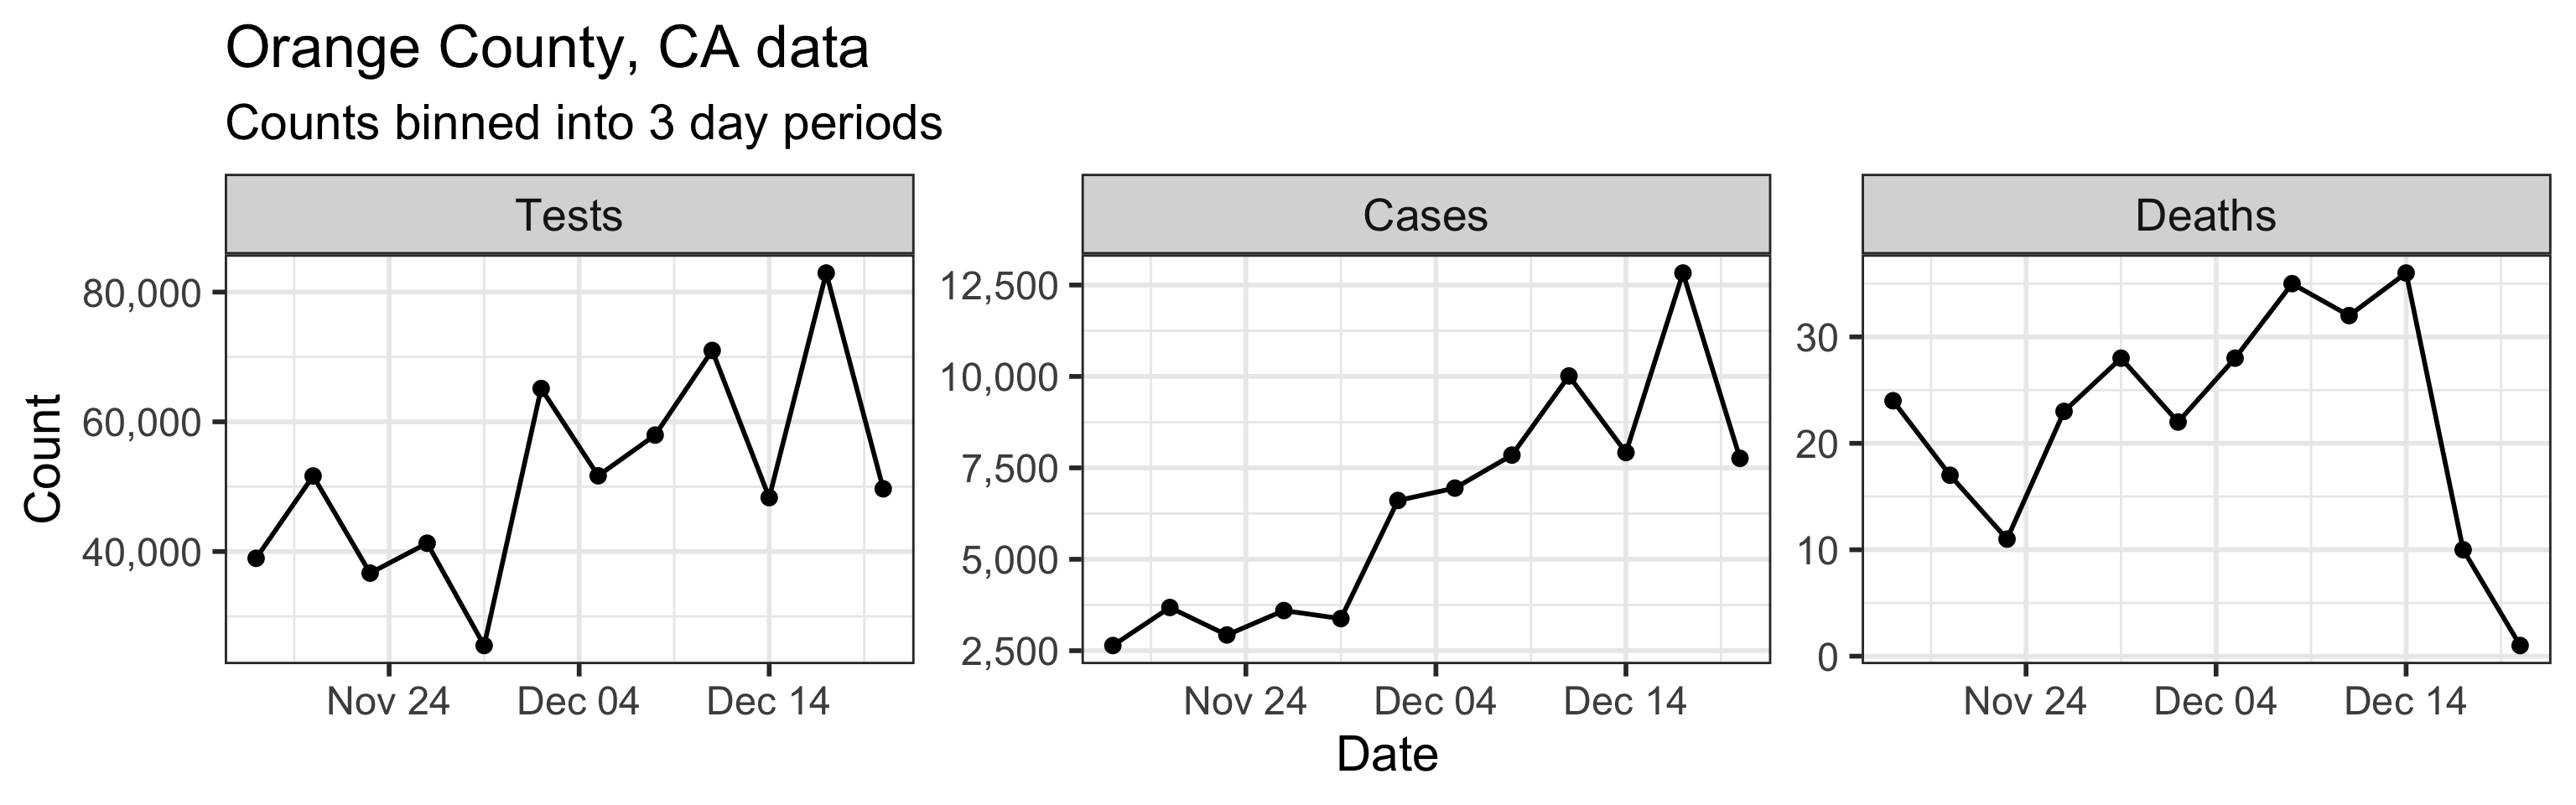 Orange County, CA data
Counts binned into 3 day periods
Tests
Cases
Deaths
Count
80,000
60,000
40,000
12,500
10,000
7,500
5,000
2,500
30
20
10
0
Nov 24 Dec 04 Dec 14
Nov 24 Dec 04 Dec 14
Nov 24 Dec 04 Dec 14
Date